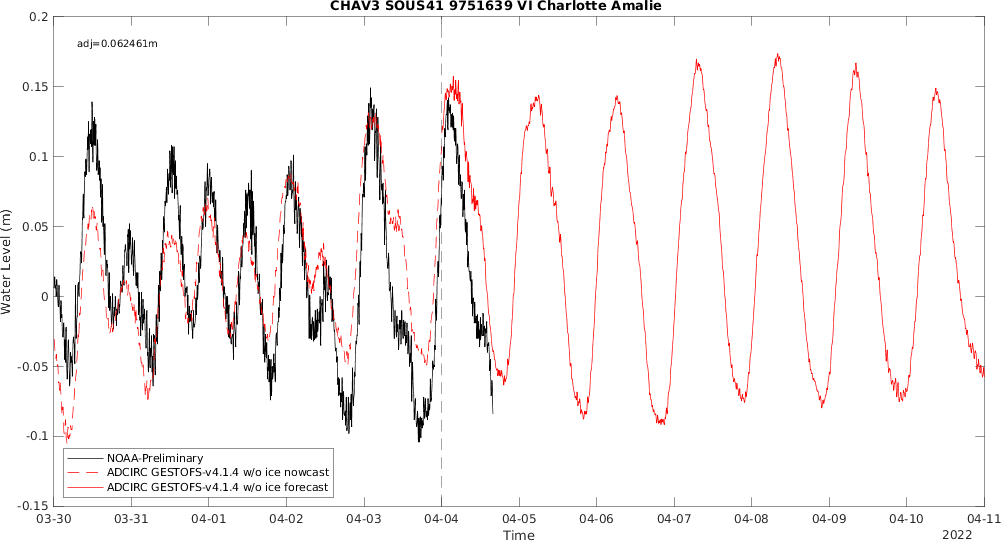 CHAV3 SOUS41 9751639 VI Charlotte Amalie
adj=0.062461m
0.2
0.15
0.1
0.05
0
-0.05
-0.1
-0.15
Water Level (m)
NOAA-Preliminary
ADCIRC GESTOFS-v4.1.4 w/o ice nowcast
ADCIRC GESTOFS-v4.1.4 w/o ice forecast
03-30 03-31 04-01 04-02 04-03 04-04 04-05 04-06 04-07 04-08 04-09 04-10 04-11
Time
2022